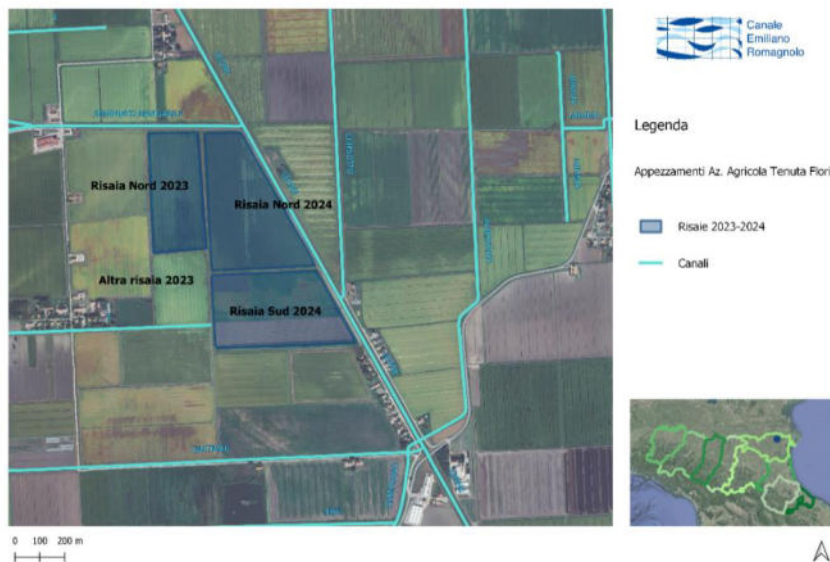 Canale
Emiliano
Romagnolo
Legenda
Appezzamenti Az. Agricola Tenuta Fiori
Risaie 2023-2024
Canali
Risaia Nord 2023
Risaia Nord 2024
Altra risaia 2023
Risaia Sud 2024
0 100 200 m